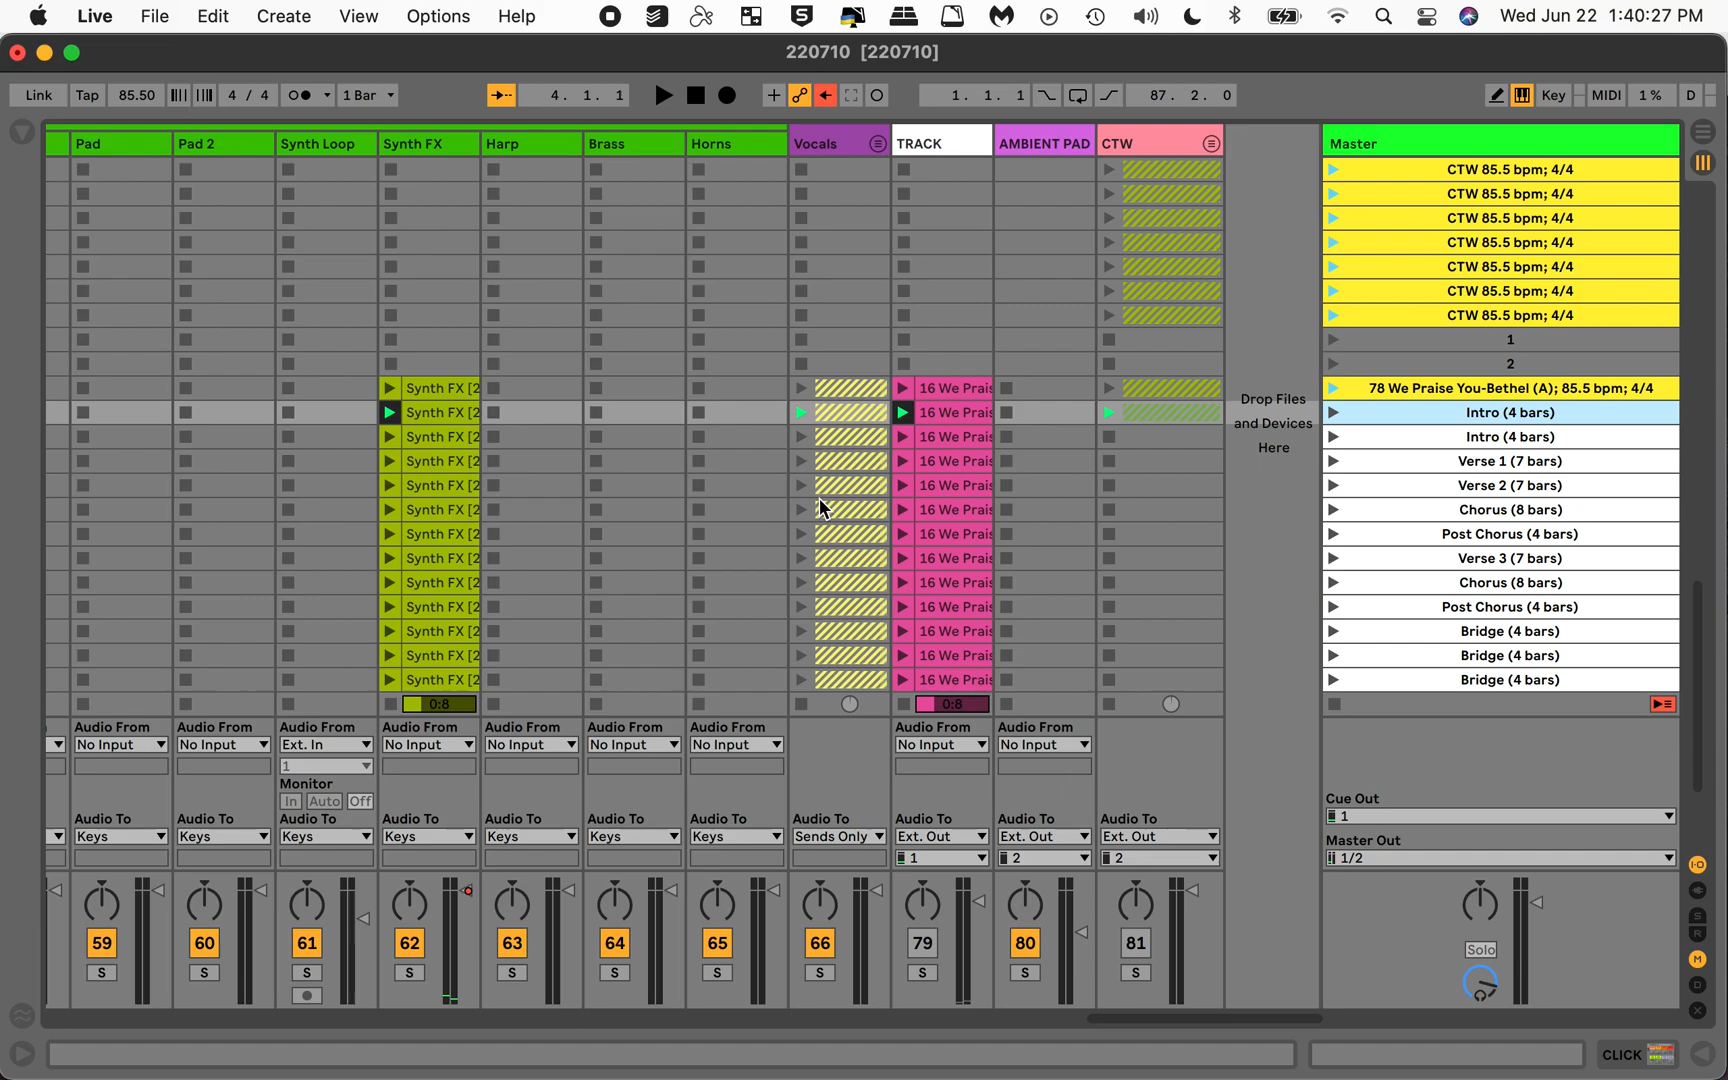 Live File Edit Create View Options Help Wed Jun 22 1:40:27 PM
220710 [220710]
Link Tap 85.50 4 / 4 1 Bar 4. 1. 1 1. 1. 1 87. 2. 0 Key MIDI 1 % D
Pad Pad 2 Synth Loop Synth FX Harp Brass Horns Vocals TRACK AMBIENT PAD CTW Master
CTW 85.5 bpm; 4/4
CTW 85.5 bpm; 4/4
CTW 85.5 bpm; 4/4
CTW 85.5 bpm; 4/4
CTW 85.5 bpm; 4/4
CTW 85.5 bpm; 4/4
CTW 85.5 bpm; 4/4
1
2
Synth FX [2 16 We Prais 78 We Praise You-Bethel (A); 85.5 bpm; 4/4
Synth FX [2 16 We Prais Intro (4 bars)
Synth FX [2 16 We Prais Intro (4 bars)
Synth FX [2 16 We Prais Verse 1 (7 bars)
Synth FX [2 16 We Prais Verse 2 (7 bars)
Synth FX [2 16 We Prais Chorus (8 bars)
Synth FX [2 16 We Prais Post Chorus (4 bars)
Synth FX [2 16 We Prais Verse 3 (7 bars)
Synth FX [2 16 We Prais Chorus (8 bars)
Synth FX [2 16 We Prais Post Chorus (4 bars)
Synth FX [2 16 We Prais Bridge (4 bars)
Synth FX [2 16 We Prais Bridge (4 bars)
Synth FX [2 16 We Prais Bridge (4 bars)
Drop Files
and Devices
Here
0:8 0:8
Audio From Audio From Audio From Audio From Audio From Audio From Audio From Audio From Audio From
No Input No Input Ext. In No Input No Input No Input No Input No Input No Input
1
Monitor
In Auto Off Cue Out
Audio To Audio To Audio To Audio To Audio To Audio To Audio To Audio To Audio To Audio To Audio To 1
Keys Keys Keys Keys Keys Keys Keys Sends Only Ext. Out Ext. Out Ext. Out Master Out
1 2 2 1/2
59 60 61 62 63 64 65 66 79 80 81 Solo
S S S S S S S S S S S
I·O
S
R
M
D
X
CLICK